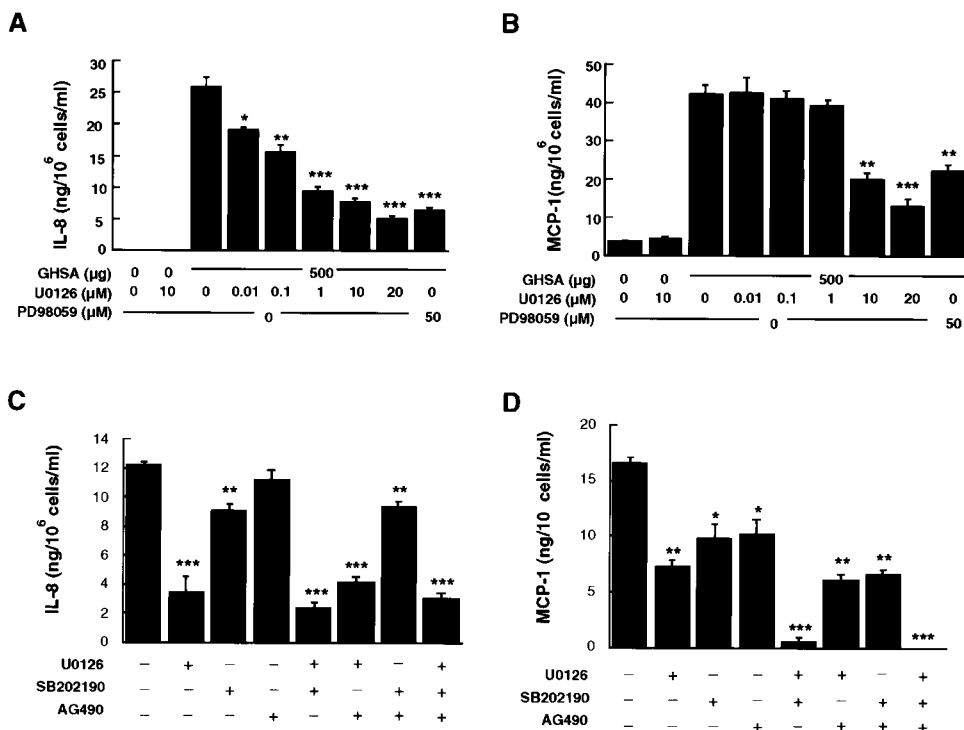 A
IL-8 (ng/10⁶ cells/ml)
30
25
20
15
10
5
0
* ** *** *** *** ***
GHSA (µg) 0 0 500
U0126 (µM) 0 10 0 0.01 0.1 1 10 20 0
PD98059 (µM) 0 50
B
MCP-1(ng/10⁶ cells/ml)
50
40
30
20
10
0
** *** **
GHSA (µg) 0 0 500
U0126 (µM) 0 10 0 0.01 0.1 1 10 20 0
PD98059 (µM) 0 50
C
IL-8 (ng/10⁶ cells/ml)
14
12
10
8
6
4
2
0
*** ** *** *** ** ***
U0126 – + – – + + – +
SB202190 – – + – + – + +
AG490 – – – + – + + +
D
MCP-1 (ng/10 cells/ml)
20
15
10
5
0
** * * *** ** ** ***
U0126 – + – – + + – +
SB202190 – – + – + – + +
AG490 – – – + – + + +